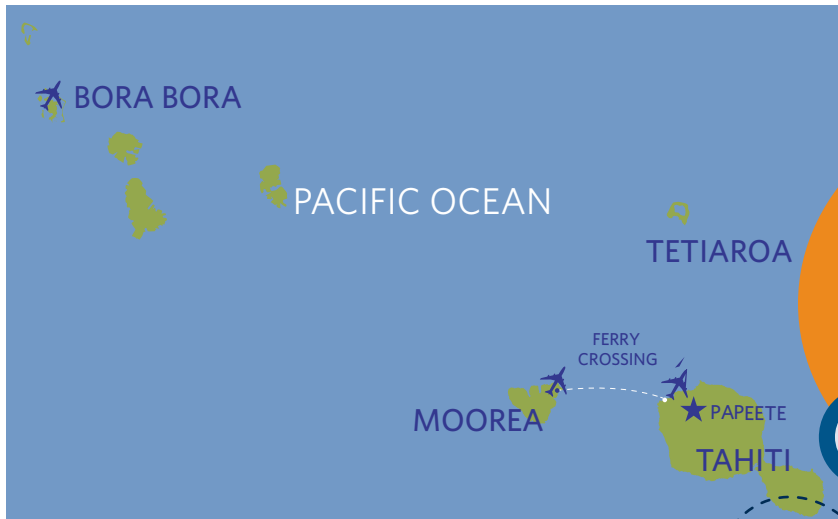 BORA BORA
PACIFIC OCEAN
TETIAROA
FERRY
CROSSING
MOOREA
PAPEETE
TAHITI